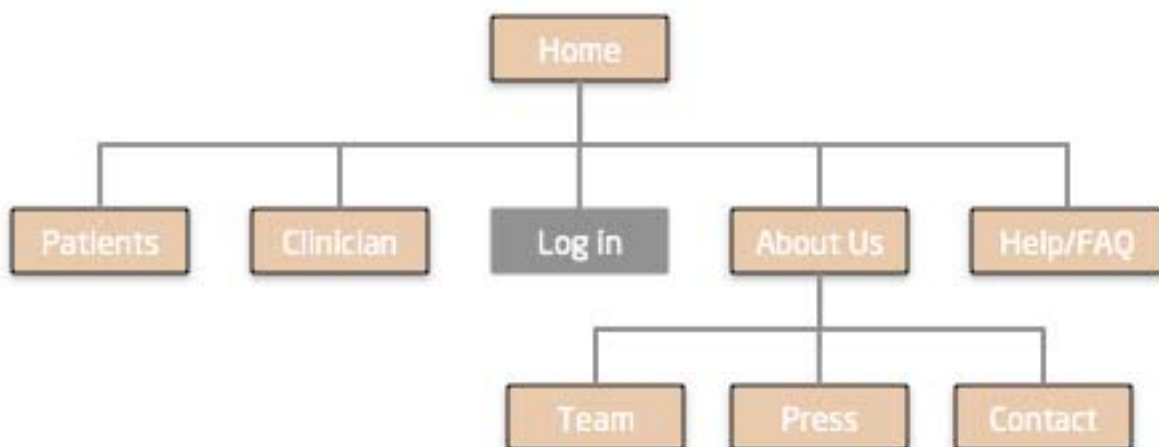 Home
Patients
Clinician
Log in
About Us
Help/FAQ
Team
Press
Contact